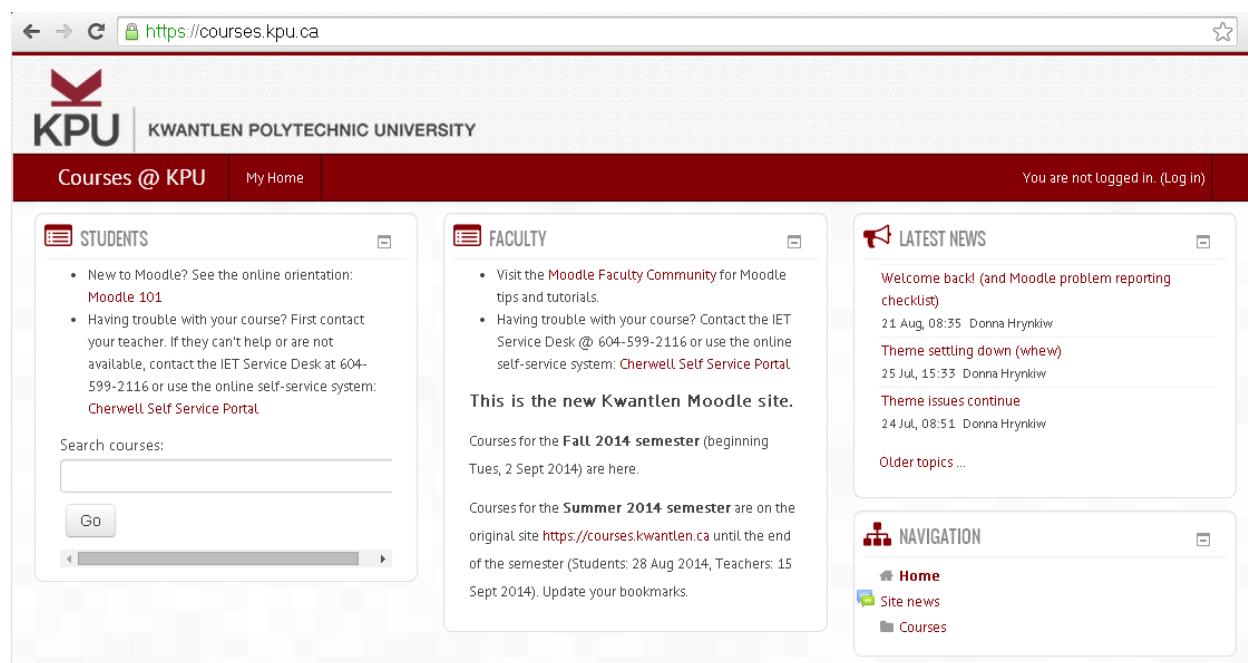 https://courses.kpu.ca
KPU
KWANTLEN POLYTECHNIC UNIVERSITY
Courses @ KPU
My Home
You are not logged in. (Log in)
STUDENTS
New to Moodle? See the online orientation:
Moodle 101
Having trouble with your course? First contact
your teacher. If they can't help or are not
available, contact the IET Service Desk at 604-
599-2116 or use the online self-service system:
Cherwell Self Service Portal
Search courses:
Go
FACULTY
Visit the Moodle Faculty Community for Moodle
tips and tutorials.
Having trouble with your course? Contact the IET
Service Desk @ 604-599-2116 or use the online
self-service system: Cherwell Self Service Portal
This is the new Kwantlen Moodle site.
Courses for the Fall 2014 semester (beginning
Tues, 2 Sept 2014) are here.
Courses for the Summer 2014 semester are on the
original site https://courses.kwantlen.ca until the end
of the semester (Students: 28 Aug 2014, Teachers: 15
Sept 2014). Update your bookmarks.
LATEST NEWS
Welcome back! (and Moodle problem reporting
checklist)
21 Aug, 08:35 Donna Hrynkiw
Theme settling down (whew)
25 Jul, 15:33 Donna Hrynkiw
Theme issues continue
24 Jul, 08:51 Donna Hrynkiw
Older topics ...
NAVIGATION
Home
Site news
Courses